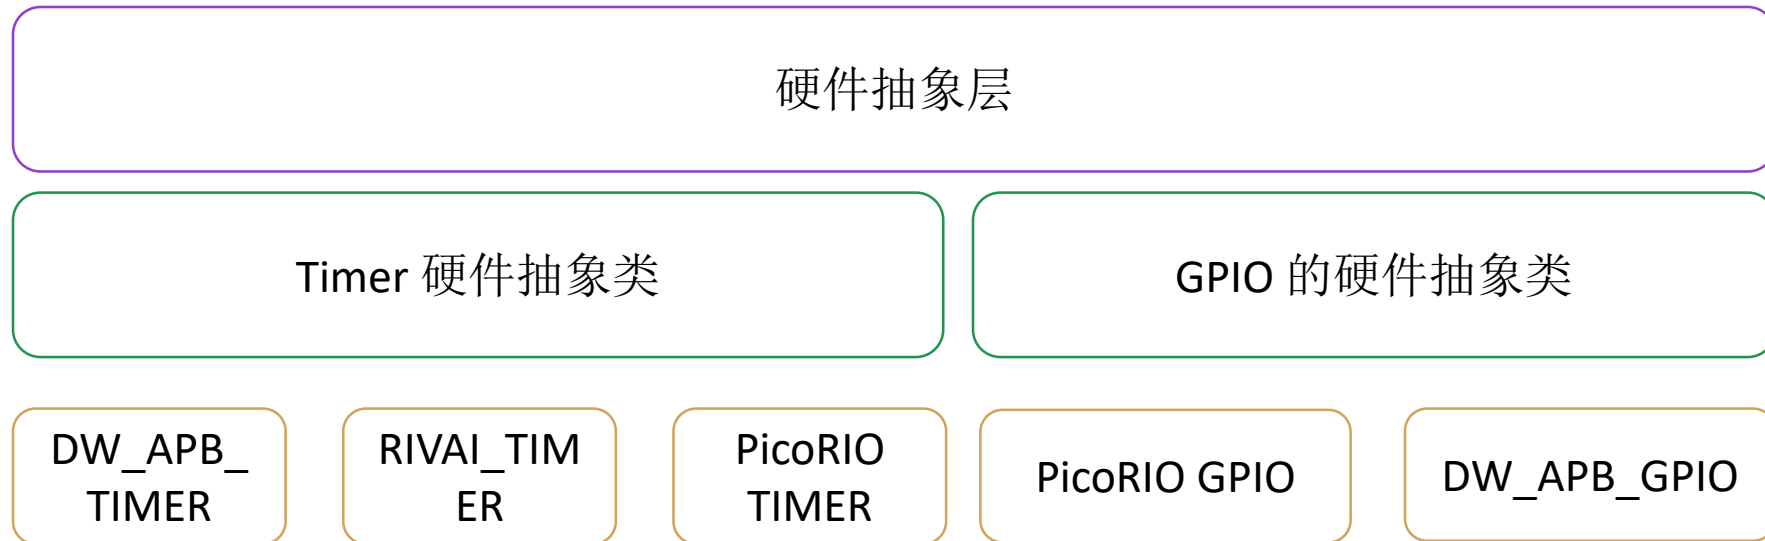 硬件抽象层
Timer 硬件抽象类
GPIO 的硬件抽象类
DW_APB_
TIMER
RIVAI_TIM
ER
PicoRIO
TIMER
PicoRIO GPIO
DW_APB_GPIO